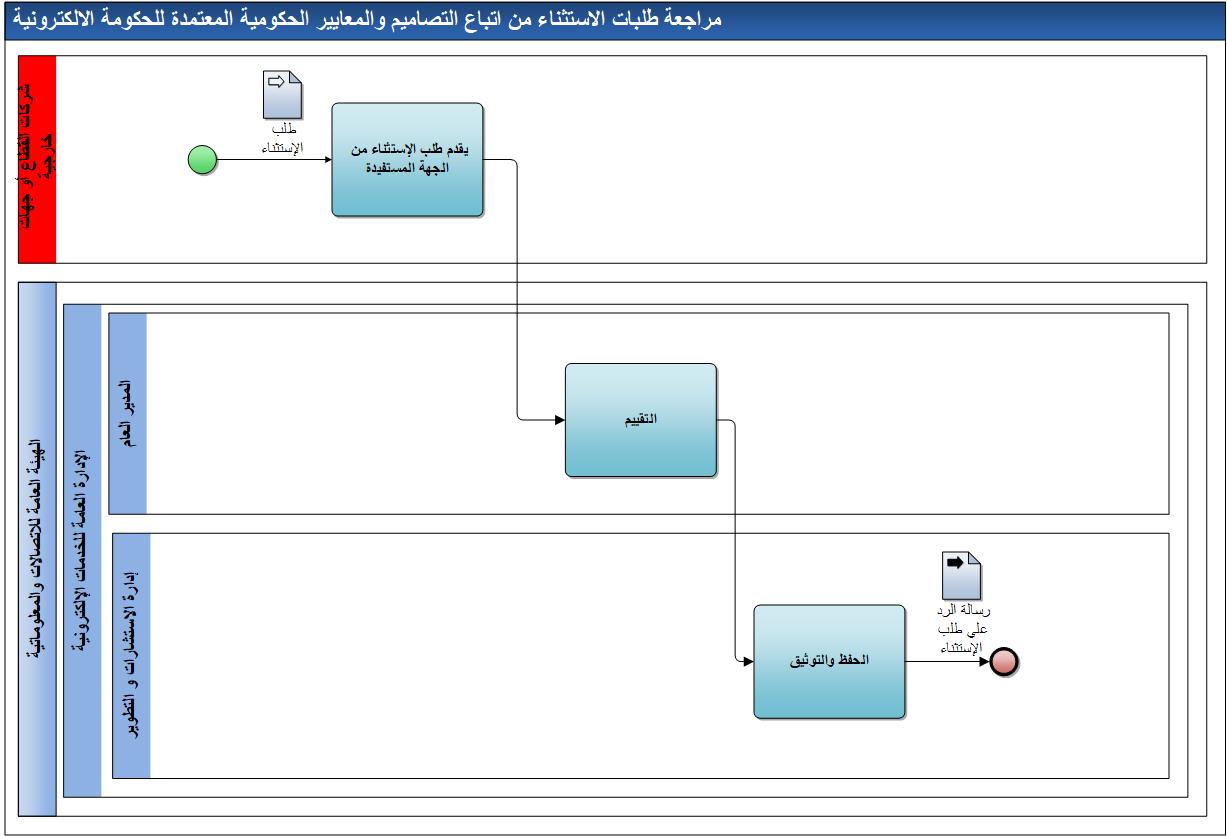 مراجعة طلبات الاستثناء من اتباع التصاميم والمعايير الحكومية المعتمدة للحكومة الالكترونية
شركات القطاع أو جهات
خارجية
طلب
الإستثناء
يقدم طلب الإستثناء من
الجهة المستفيدة
الهيئة العامة للاتصالات والمعلوماتية
الإدارة العامة للخدمات الإلكترونية
المدير العام
التقييم
إدارة الاستشارات و التطوير
الحفظ والتوثيق
رسالة الرد
علي طلب
الإستثناء